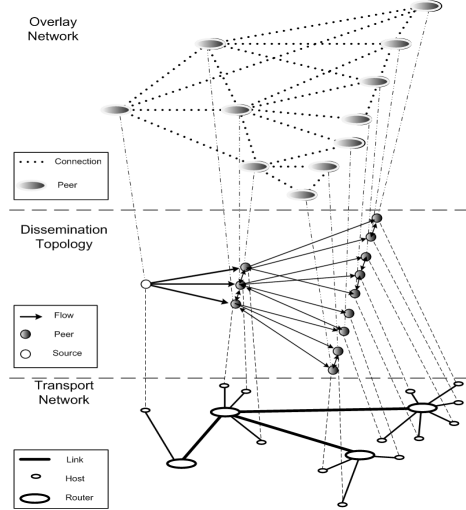 Overlay
Network
Connection
Peer
Dissemination
Topology
Flow
Peer
Source
Transport
Network
Link
Host
Router